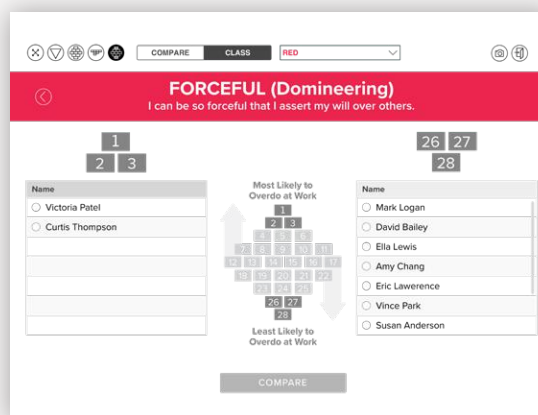 COMPARE CLASS RED
FORCEFUL (Domineering)
I can be so forceful that I assert my will over others.
1
2 3
26 27
28
Name
Victoria Patel
Curtis Thompson
Most Likely to
Overdo at Work
1
2 3
4 5 6
7 8 9 10 11
12 13 14 15 16 17
18 19 20 21 22
23 24 25
26 27
28
Least Likely to
Overdo at Work
Name
Mark Logan
David Bailey
Ella Lewis
Amy Chang
Eric Lawerence
Vince Park
Susan Anderson
COMPARE